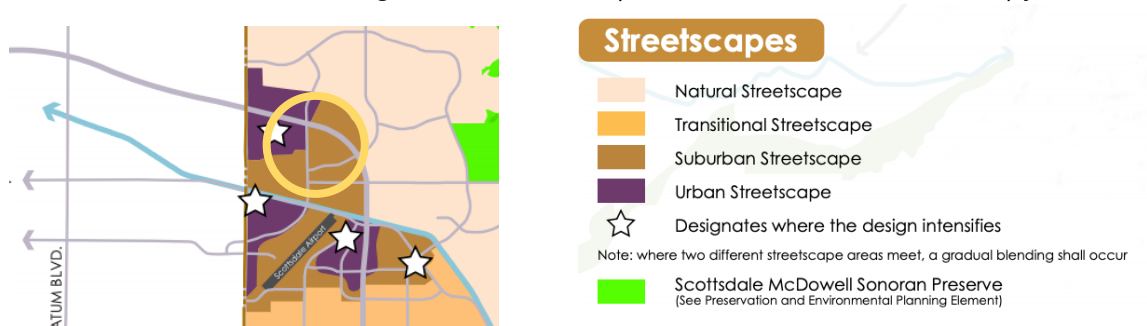 Streetscapes
Natural Streetscape
Transitional Streetscape
Suburban Streetscape
Urban Streetscape
Designates where the design intensifies
Note: where two different streetscape areas meet, a gradual blending shall occur
Scottsdale McDowell Sonoran Preserve
(See Preservation and Environmental Planning Element)
Scottsdale Airport
ATUM BLVD.